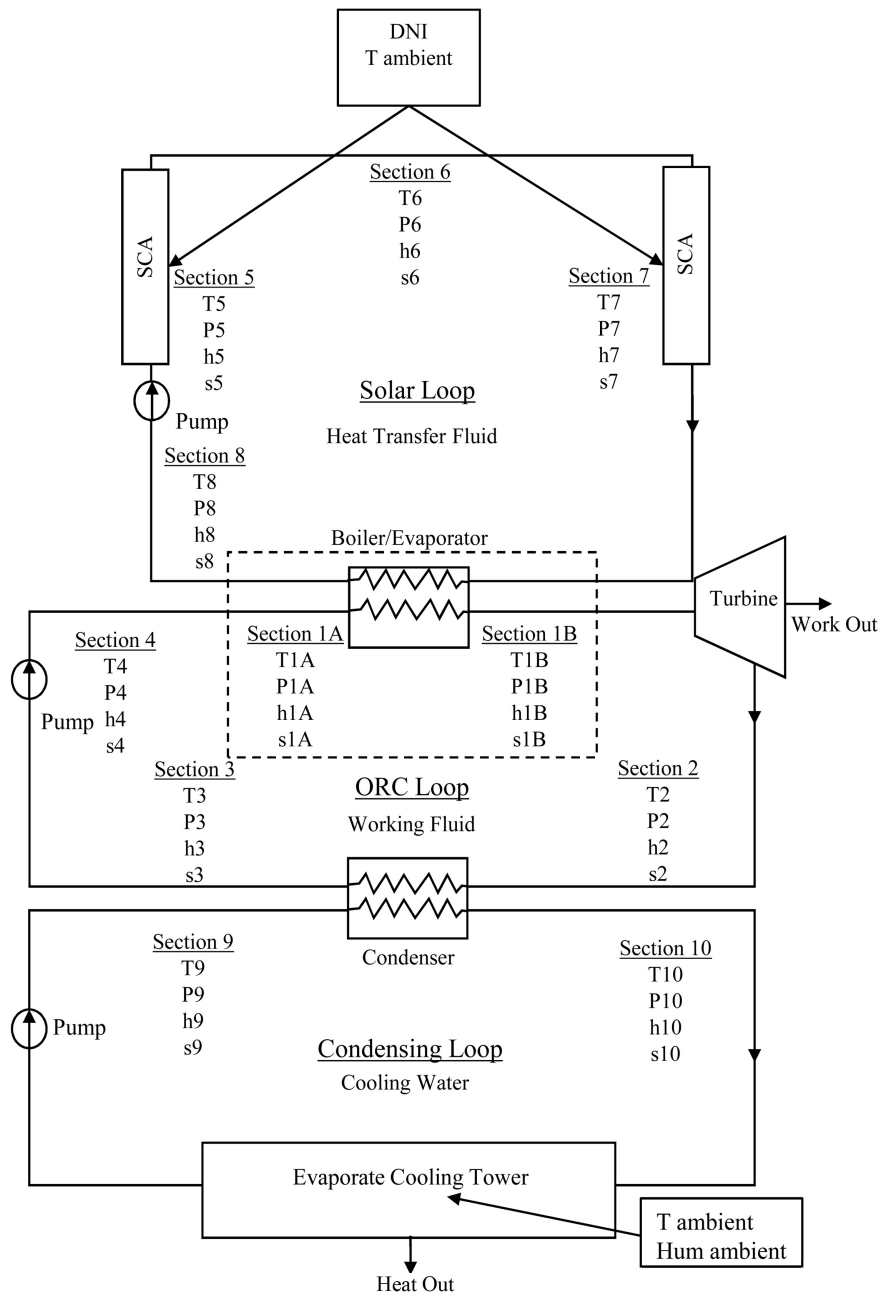 DNI
T ambient
SCA
Section 5
T5
P5
h5
s5
Section 6
T6
P6
h6
s6
Section 7
T7
P7
h7
s7
SCA
Pump
Solar Loop
Heat Transfer Fluid
Section 8
T8
P8
h8
s8
Boiler/Evaporator
Turbine
Work Out
Section 4
T4
P4
h4
s4
Pump
Section 1A
T1A
P1A
h1A
s1A
Section 1B
T1B
P1B
h1B
s1B
Section 3
T3
P3
h3
s3
ORC Loop
Working Fluid
Section 2
T2
P2
h2
s2
Condenser
Section 9
T9
P9
h9
s9
Section 10
T10
P10
h10
s10
Pump
Condensing Loop
Cooling Water
Evaporate Cooling Tower
T ambient
Hum ambient
Heat Out